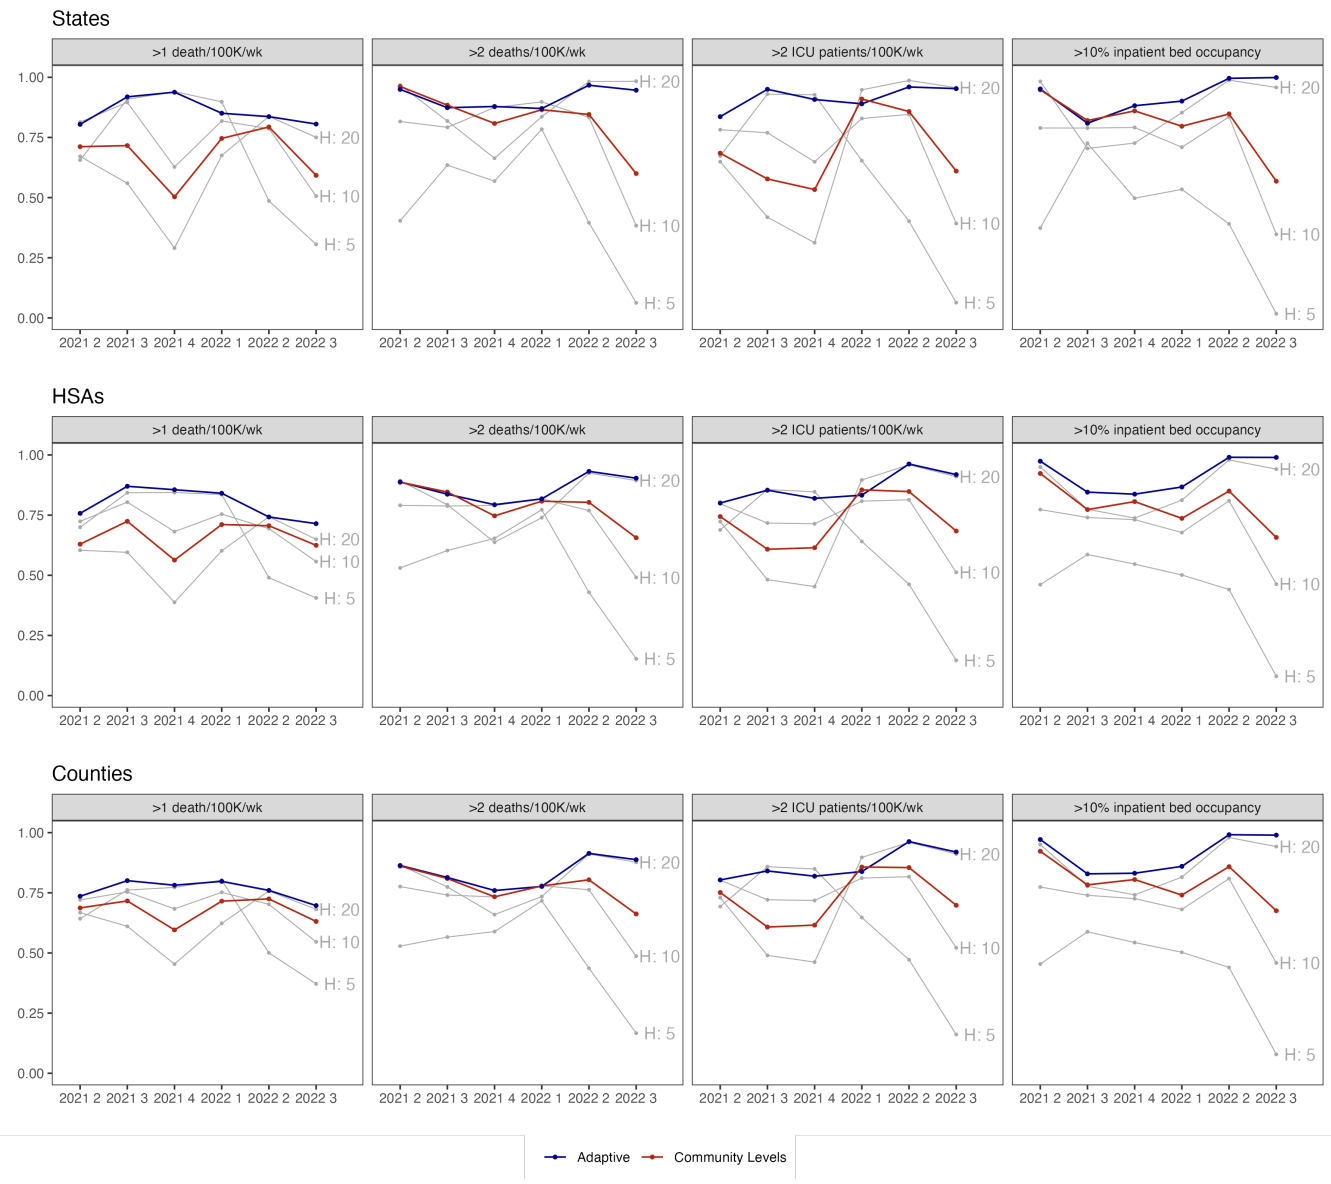 States
>1 death/100K/wk >2 deaths/100K/wk >2 ICU patients/100K/wk >10% inpatient bed occupancy
1.00
0.75
0.50
0.25
0.00
H: 20
H: 10
H: 5
H: 20
H: 10
H: 5
H: 20
H: 10
H: 5
H: 20
H: 10
H: 5
2021 2 2021 3 2021 4 2022 1 2022 2 2022 3 2021 2 2021 3 2021 4 2022 1 2022 2 2022 3 2021 2 2021 3 2021 4 2022 1 2022 2 2022 3 2021 2 2021 3 2021 4 2022 1 2022 2 2022 3
HSAs
>1 death/100K/wk >2 deaths/100K/wk >2 ICU patients/100K/wk >10% inpatient bed occupancy
1.00
0.75
0.50
0.25
0.00
H: 20
H: 10
H: 5
H: 20
H: 10
H: 5
H: 20
H: 10
H: 5
H: 20
H: 10
H: 5
2021 2 2021 3 2021 4 2022 1 2022 2 2022 3 2021 2 2021 3 2021 4 2022 1 2022 2 2022 3 2021 2 2021 3 2021 4 2022 1 2022 2 2022 3 2021 2 2021 3 2021 4 2022 1 2022 2 2022 3
Counties
>1 death/100K/wk >2 deaths/100K/wk >2 ICU patients/100K/wk >10% inpatient bed occupancy
1.00
0.75
0.50
0.25
0.00
H: 20
H: 10
H: 5
H: 20
H: 10
H: 5
H: 20
H: 10
H: 5
H: 20
H: 10
H: 5
2021 2 2021 3 2021 4 2022 1 2022 2 2022 3 2021 2 2021 3 2021 4 2022 1 2022 2 2022 3 2021 2 2021 3 2021 4 2022 1 2022 2 2022 3 2021 2 2021 3 2021 4 2022 1 2022 2 2022 3
Adaptive Community Levels